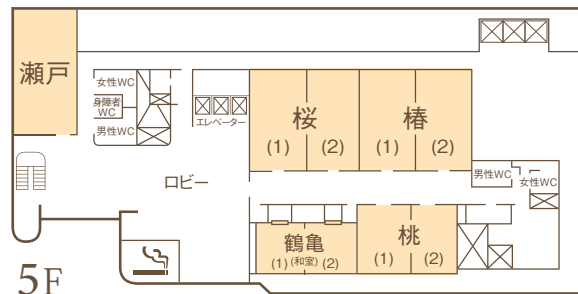 瀬戸
女性WC
身障者
WC
男性WC
エレベーター
ロビー
桜
(1) (2)
椿
(1) (2)
男性WC
女性WC
鶴亀
(1) (和室) (2)
桃
(1) (2)
5F